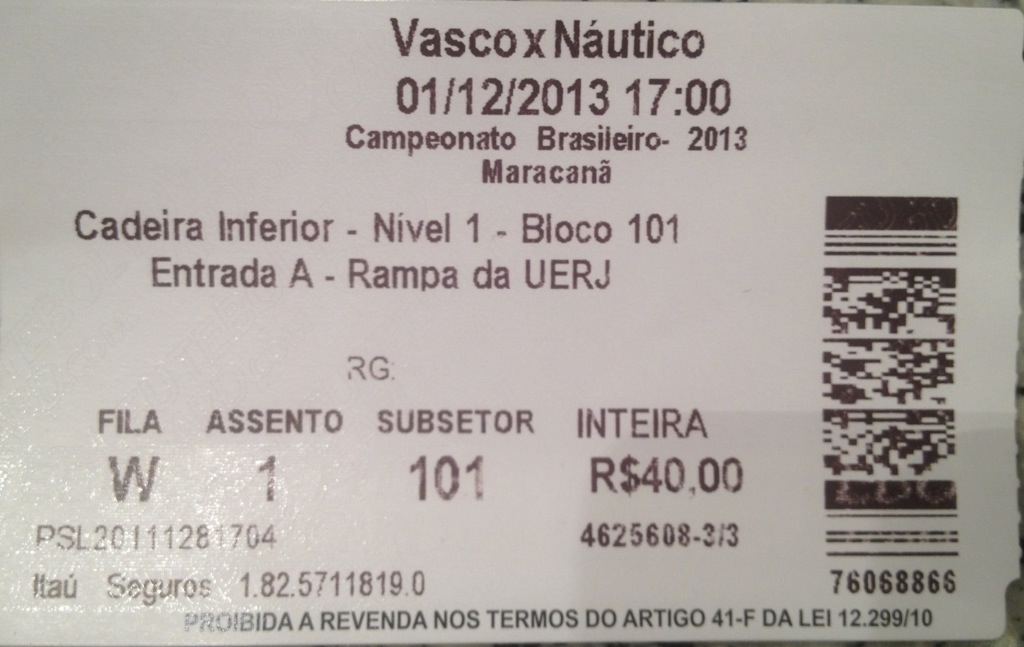 Vasco x Náutico
01/12/2013 17:00
Campeonato Brasileiro- 2013
Maracanã
Cadeira Inferior - Nível 1 - Bloco 101
Entrada A - Rampa da UERJ
RG:
FILA ASSENTO SUBSETOR INTEIRA
W 1 101 R$40,00
PSL20111281704 4625608-3/3
Itaú Seguros 1.82.5711819.0 76068866
PROIBIDA A REVENDA NOS TERMOS DO ARTIGO 41-F DA LEI 12.299/10